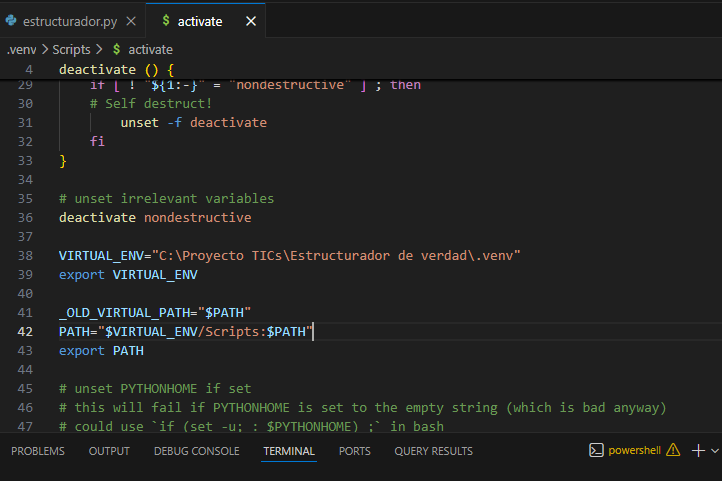 estructurador.py
$ activate
.venv > Scripts > $ activate
4 deactivate () {
29 if [ ! "${1:-}" = "nondestructive" ] ; then
30 # Self destruct!
31 unset -f deactivate
32 fi
33 }
34
35 # unset irrelevant variables
36 deactivate nondestructive
37
38 VIRTUAL_ENV="C:\Proyecto TICs\Estructurador de verdad\.venv"
39 export VIRTUAL_ENV
40
41 _OLD_VIRTUAL_PATH="$PATH"
42 PATH="$VIRTUAL_ENV/Scripts:$PATH"
43 export PATH
44
45 # unset PYTHONHOME if set
46 # this will fail if PYTHONHOME is set to the empty string (which is bad anyway)
47 # could use `if (set -u; : $PYTHONHOME) ;` in bash
PROBLEMS OUTPUT DEBUG CONSOLE TERMINAL PORTS QUERY RESULTS powershell